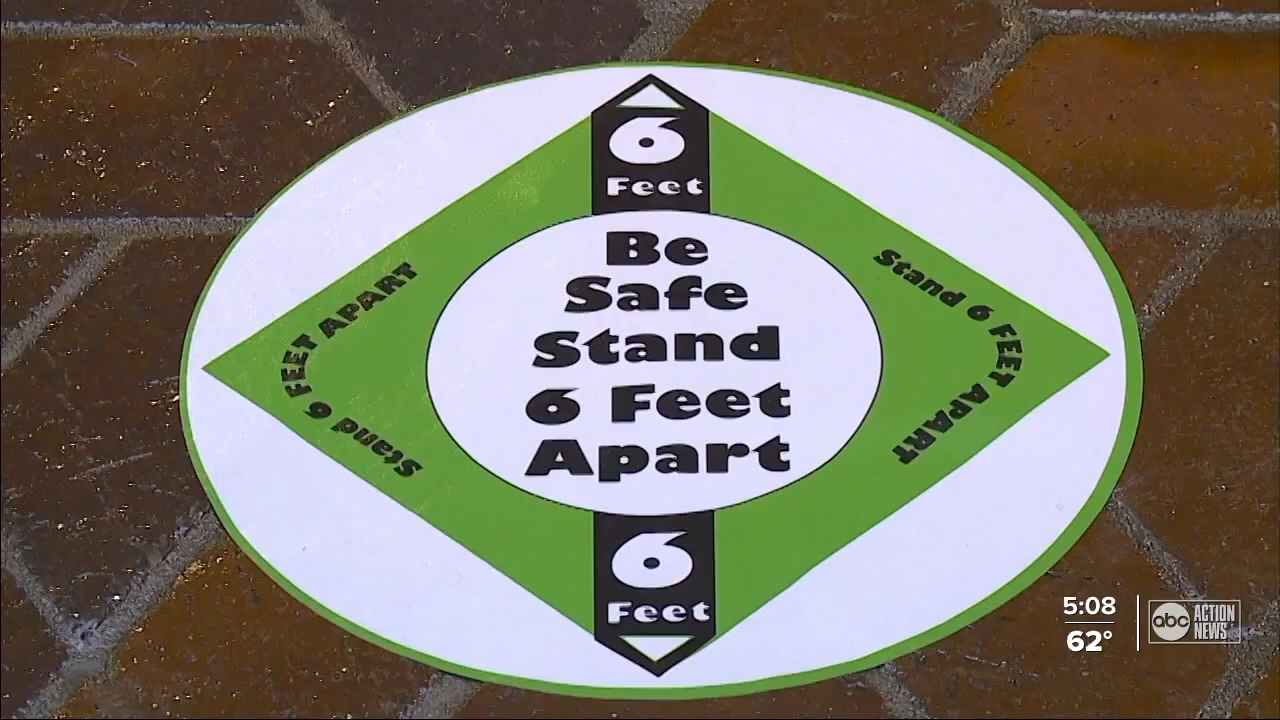 6
Feet
Be
Safe
Stand
6 Feet
Apart
Stand 6 FEET APART
Stand 6 FEET APART
6
Feet
5:08
62°
abc ACTION
NEWS